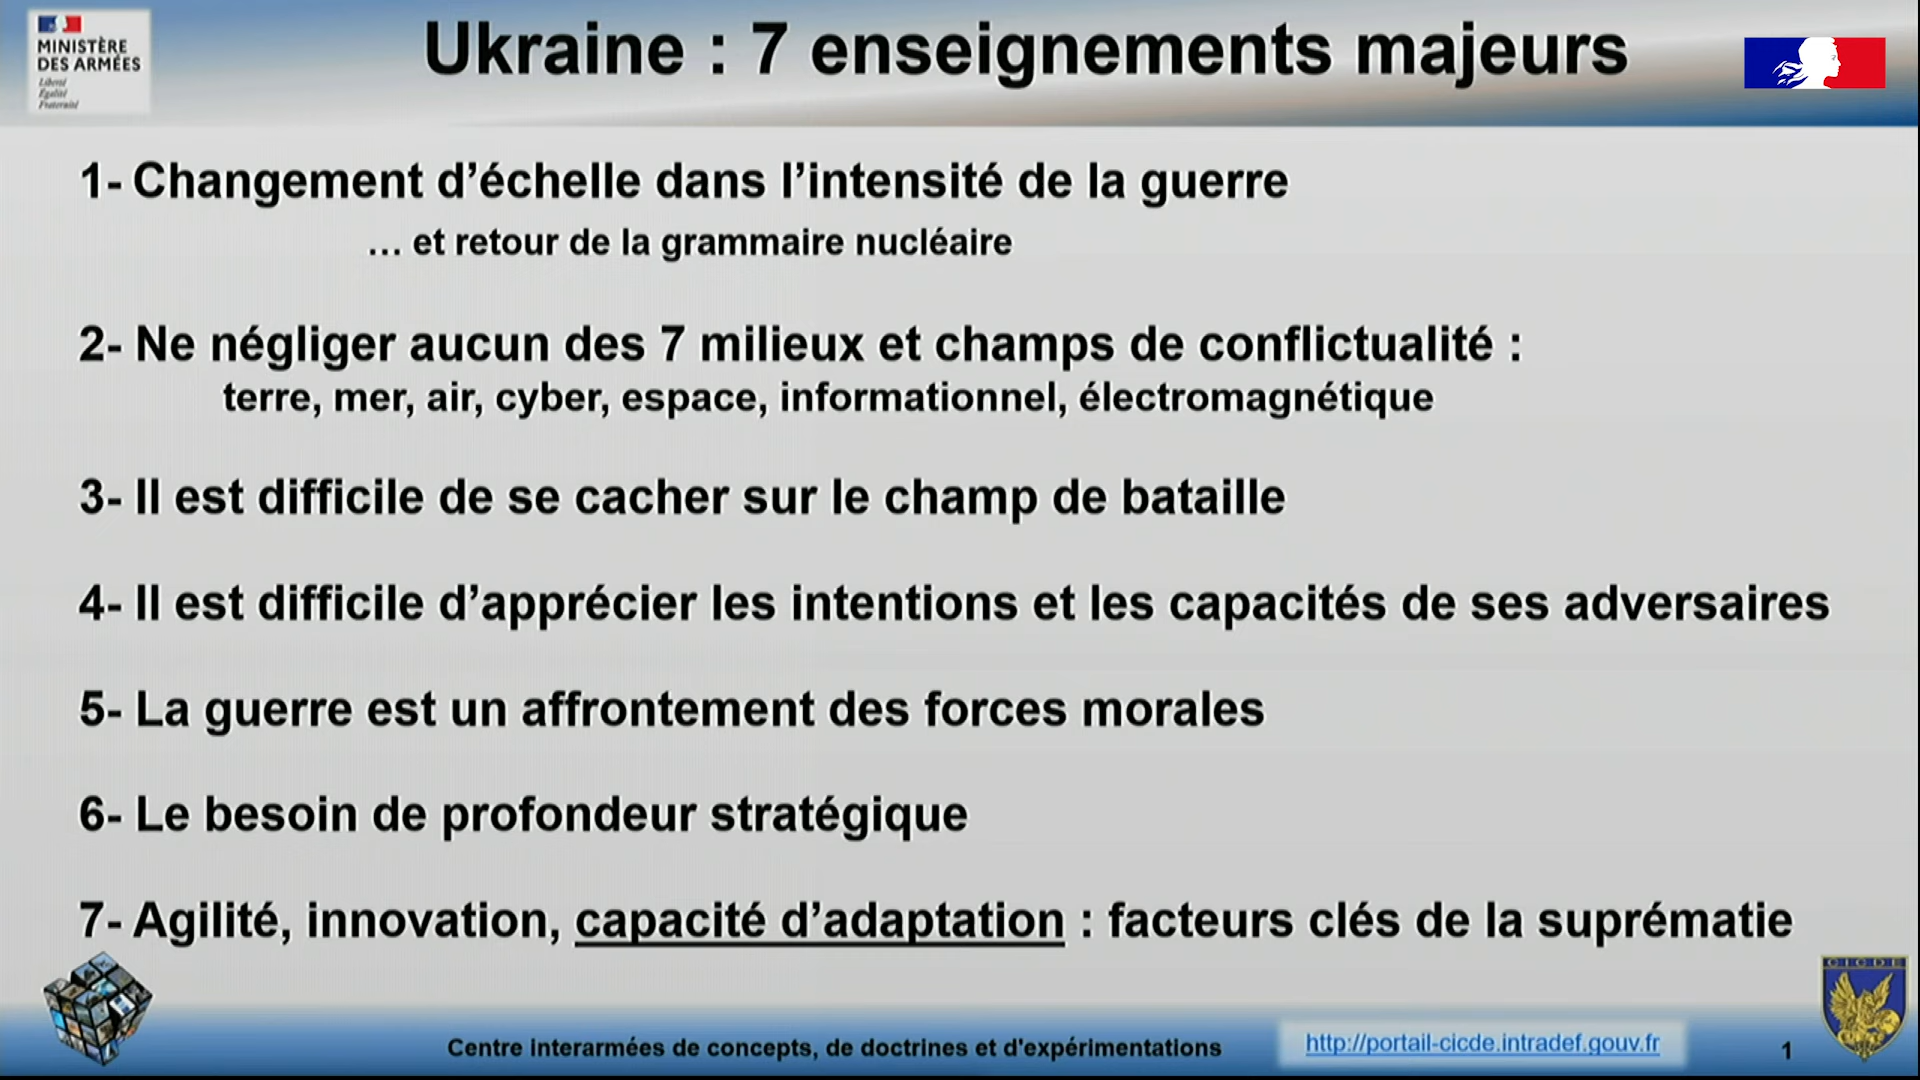 MINISTÈRE
DES ARMÉES
Liberté
Égalité
Fraternité
Ukraine : 7 enseignements majeurs
1- Changement d’échelle dans l’intensité de la guerre
… et retour de la grammaire nucléaire
2- Ne négliger aucun des 7 milieux et champs de conflictualité :
terre, mer, air, cyber, espace, informationnel, électromagnétique
3- Il est difficile de se cacher sur le champ de bataille
4- Il est difficile d’apprécier les intentions et les capacités de ses adversaires
5- La guerre est un affrontement des forces morales
6- Le besoin de profondeur stratégique
7- Agilité, innovation, capacité d’adaptation : facteurs clés de la suprématie
CICDE
Centre interarmées de concepts, de doctrines et d'expérimentations
http://portail-cicde.intradef.gouv.fr
1